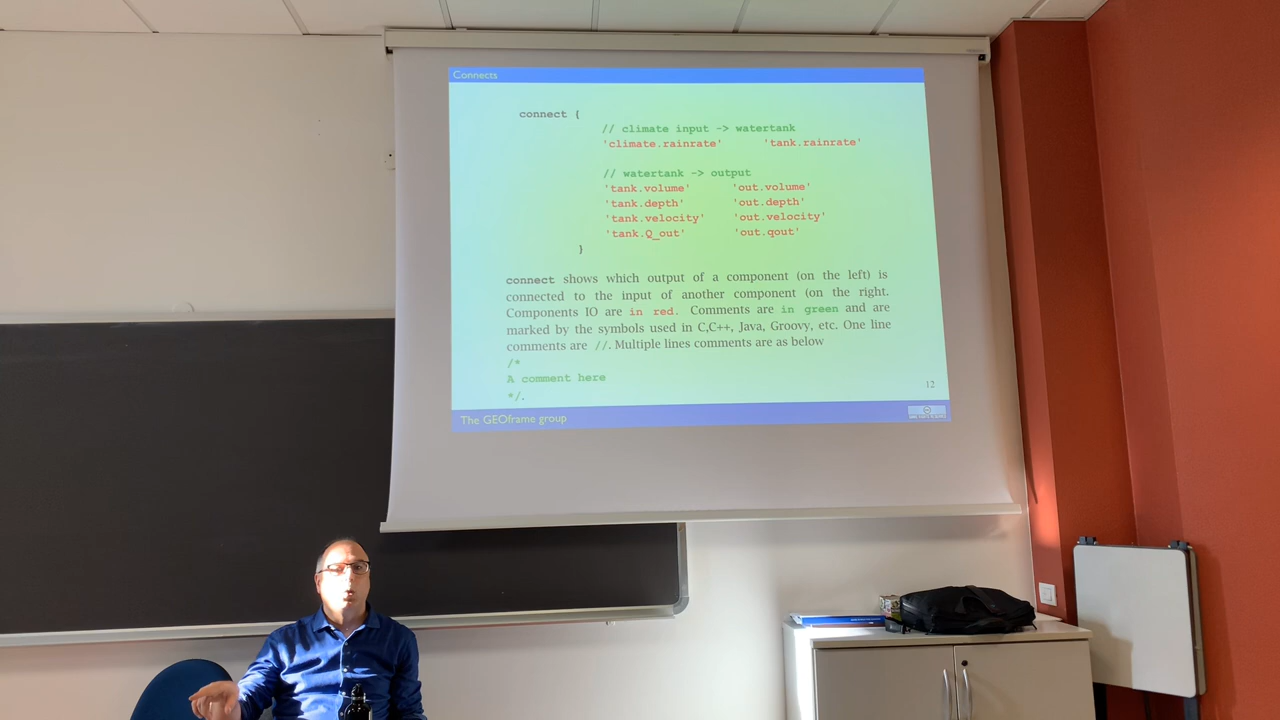 Connects
connect {
// climate input -> watertank
'climate.rainrate' 'tank.rainrate'
// watertank -> output
'tank.volume' 'out.volume'
'tank.depth' 'out.depth'
'tank.velocity' 'out.velocity'
'tank.Q_out' 'out.qout'
}
connect shows which output of a component (on the left) is
connected to the input of another component (on the right.
Components IO are in red. Comments are in green and are
marked by the symbols used in C,C++, Java, Groovy, etc. One line
comments are //. Multiple lines comments are as below
/*
A comment here
*/.
12
The GEOframe group